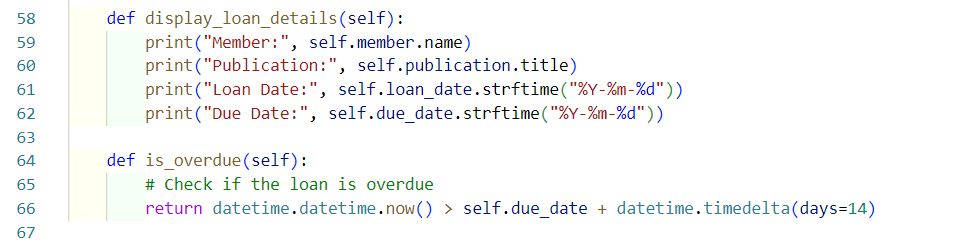 58 def display_loan_details(self):
59 print("Member:", self.member.name)
60 print("Publication:", self.publication.title)
61 print("Loan Date:", self.loan_date.strftime("%Y-%m-%d"))
62 print("Due Date:", self.due_date.strftime("%Y-%m-%d"))
63
64 def is_overdue(self):
65 # Check if the loan is overdue
66 return datetime.datetime.now() > self.due_date + datetime.timedelta(days=14)
67